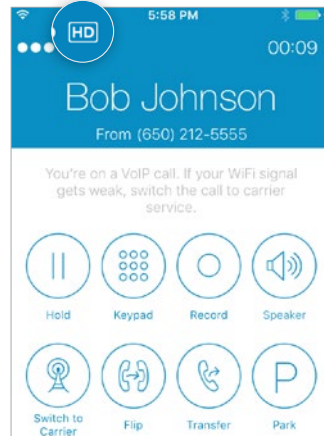 5:58 PM
HD
00:09
Bob Johnson
From (650) 212-5555
You're on a VoIP call. If your WiFi signal
gets weak, switch the call to carrier
service.
Hold Keypad Record Speaker
P
Switch to
Carrier Flip Transfer Park